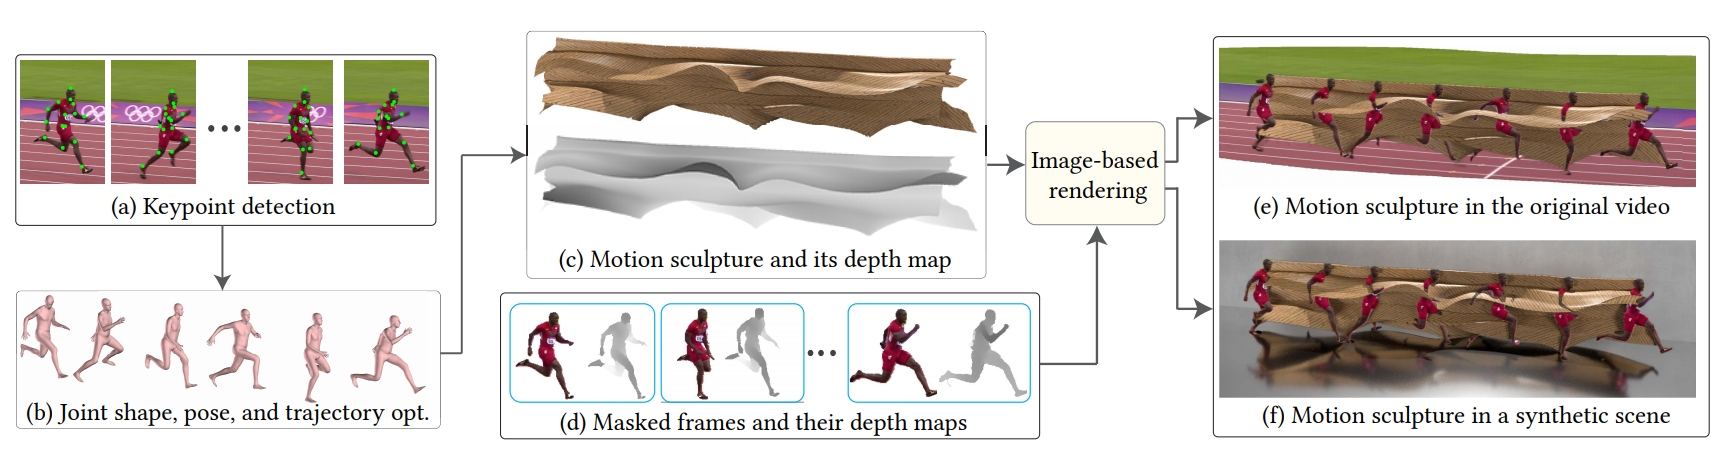 (a) Keypoint detection
(b) Joint shape, pose, and trajectory opt.
(c) Motion sculpture and its depth map
(d) Masked frames and their depth maps
Image-based
rendering
(e) Motion sculpture in the original video
(f) Motion sculpture in a synthetic scene